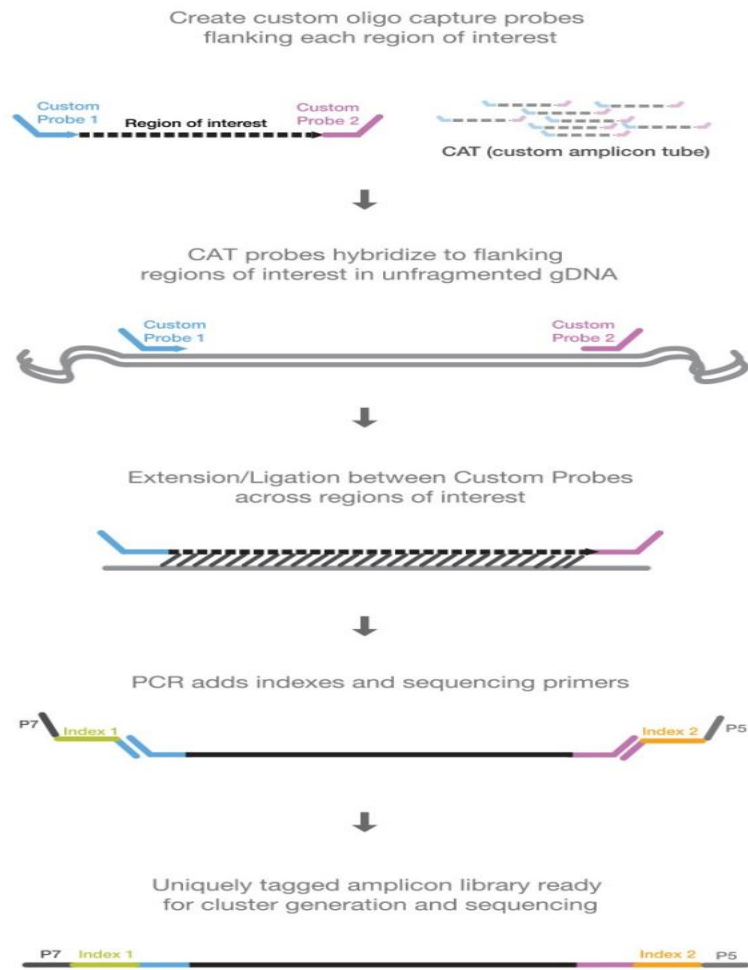 Create custom oligo capture probes
flanking each region of interest
Custom
Probe 1
Region of interest
Custom
Probe 2
CAT (custom amplicon tube)
CAT probes hybridize to flanking
regions of interest in unfragmented gDNA
Custom
Probe 1
Custom
Probe 2
Extension/Ligation between Custom Probes
across regions of interest
PCR adds indexes and sequencing primers
P7
Index 1
Index 2
P5
Uniquely tagged amplicon library ready
for cluster generation and sequencing
P7
Index 1
Index 2
P5